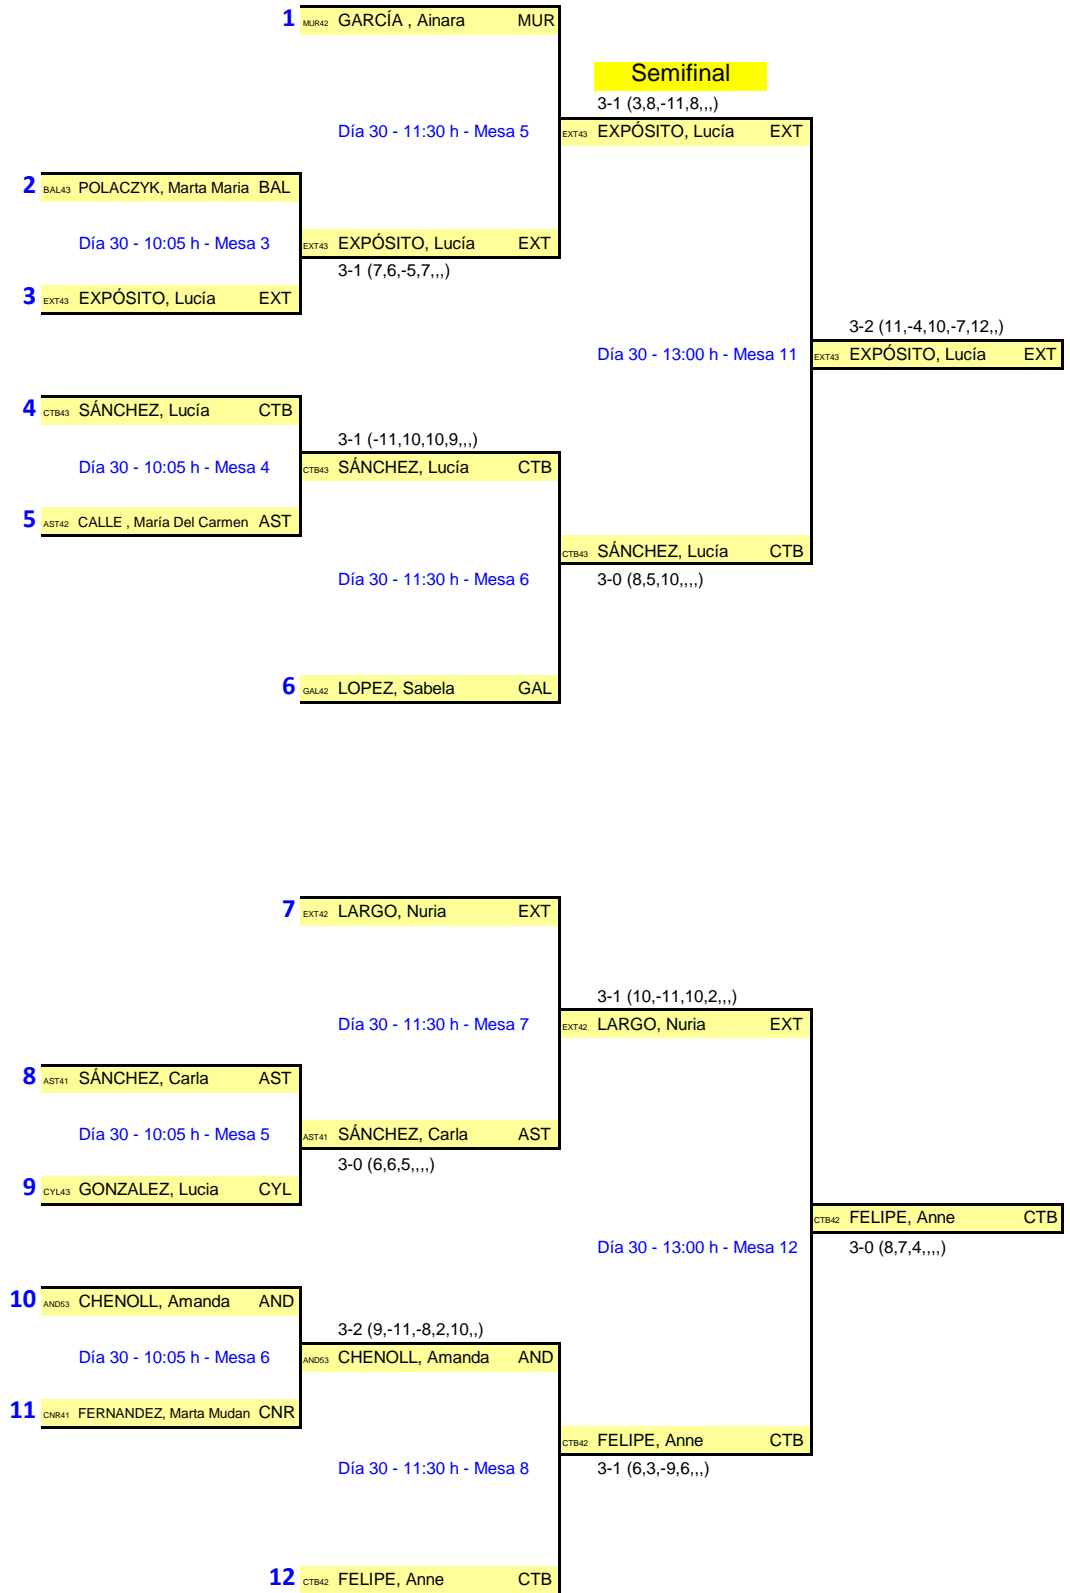 1 MUR42 GARCÍA , Ainara MUR
Semifinal
3-1 (3,8,-11,8,,,)
Día 30 - 11:30 h - Mesa 5
EXT43 EXPÓSITO, Lucía EXT
2 BAL43 POLACZYK, Marta Maria BAL
Día 30 - 10:05 h - Mesa 3
EXT43 EXPÓSITO, Lucía EXT
3-1 (7,6,-5,7,,,)
3 EXT43 EXPÓSITO, Lucía EXT
3-2 (11,-4,10,-7,12,,)
Día 30 - 13:00 h - Mesa 11
EXT43 EXPÓSITO, Lucía EXT
4 CTB43 SÁNCHEZ, Lucía CTB
3-1 (-11,10,10,9,,,)
Día 30 - 10:05 h - Mesa 4
CTB43 SÁNCHEZ, Lucía CTB
5 AST42 CALLE , María Del Carmen AST
CTB43 SÁNCHEZ, Lucía CTB
Día 30 - 11:30 h - Mesa 6
3-0 (8,5,10,,,,)
6 GAL42 LOPEZ, Sabela GAL
7 EXT42 LARGO, Nuria EXT
3-1 (10,-11,10,2,,,)
Día 30 - 11:30 h - Mesa 7
EXT42 LARGO, Nuria EXT
8 AST41 SÁNCHEZ, Carla AST
Día 30 - 10:05 h - Mesa 5
AST41 SÁNCHEZ, Carla AST
3-0 (6,6,5,,,,)
9 CYL43 GONZALEZ, Lucia CYL
CTB42 FELIPE, Anne CTB
Día 30 - 13:00 h - Mesa 12
3-0 (8,7,4,,,,)
10 AND53 CHENOLL, Amanda AND
3-2 (9,-11,-8,2,10,,)
Día 30 - 10:05 h - Mesa 6
AND53 CHENOLL, Amanda AND
11 CNR41 FERNANDEZ, Marta Mudan CNR
CTB42 FELIPE, Anne CTB
Día 30 - 11:30 h - Mesa 8
3-1 (6,3,-9,6,,,)
12 CTB42 FELIPE, Anne CTB